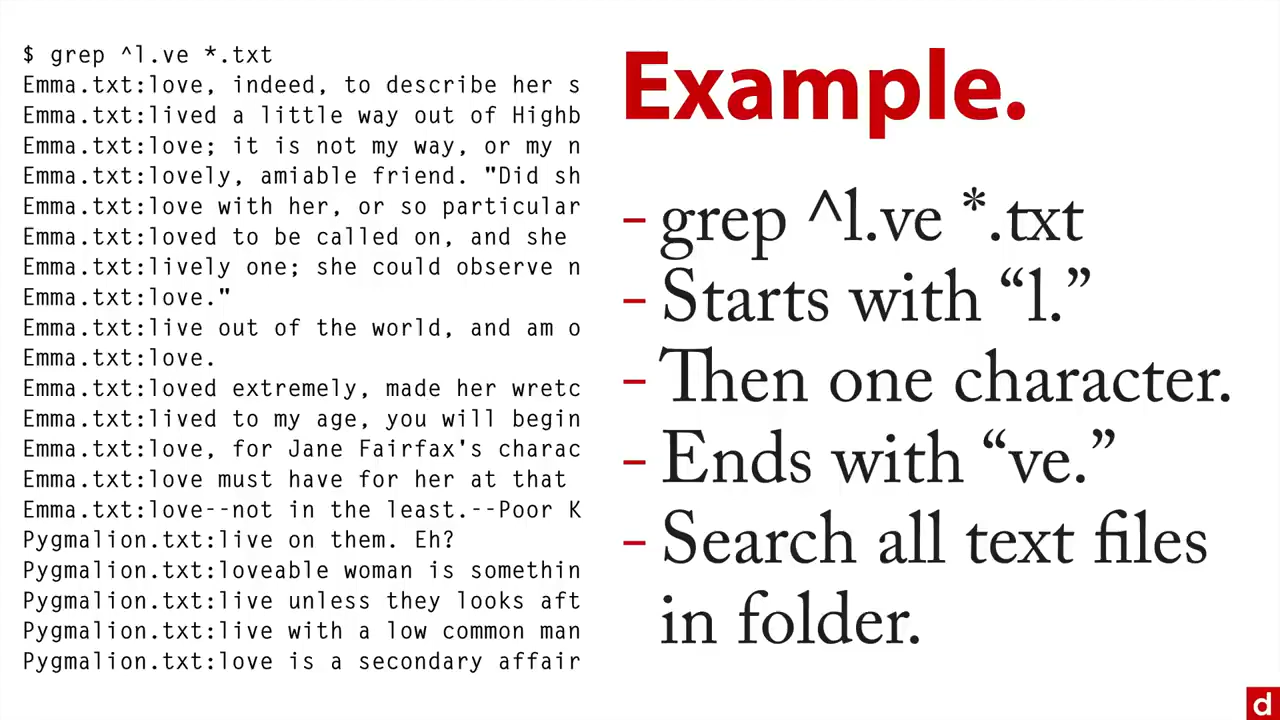 $ grep ^l.ve *.txt
Emma.txt:love, indeed, to describe her s
Emma.txt:lived a little way out of Highb
Emma.txt:love; it is not my way, or my n
Emma.txt:lovely, amiable friend. "Did sh
Emma.txt:love with her, or so particular
Emma.txt:loved to be called on, and she
Emma.txt:lively one; she could observe n
Emma.txt:love."
Emma.txt:live out of the world, and am o
Emma.txt:love.
Emma.txt:loved extremely, made her wretc
Emma.txt:lived to my age, you will begin
Emma.txt:love, for Jane Fairfax's charac
Emma.txt:love must have for her at that
Emma.txt:love--not in the least.--Poor K
Pygmalion.txt:live on them. Eh?
Pygmalion.txt:loveable woman is somethin
Pygmalion.txt:live unless they looks aft
Pygmalion.txt:live with a low common man
Pygmalion.txt:love is a secondary affair
Example.
– grep ^l.ve *.txt
– Starts with “l.”
– Then one character.
– Ends with “ve.”
– Search all text files
in folder.
d